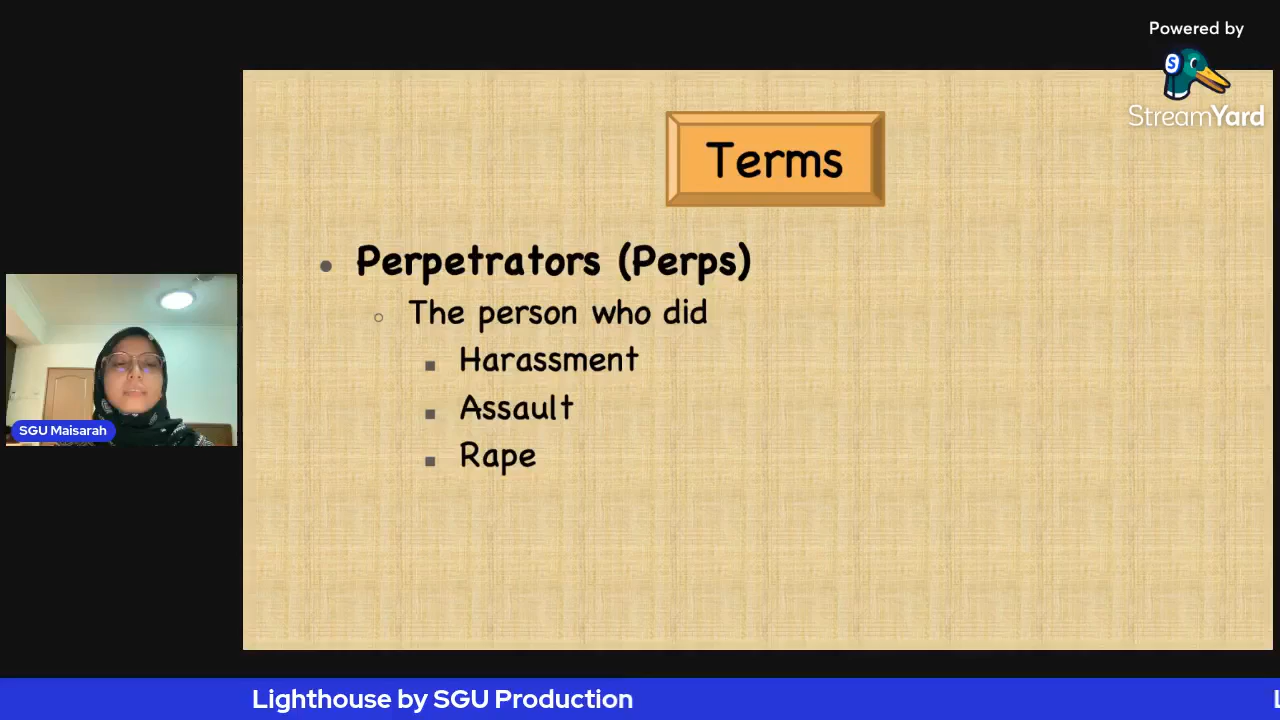 Powered by
StreamYard
Terms
Perpetrators (Perps)
The person who did
Harassment
Assault
Rape
SGU Maisarah
Lighthouse by SGU Production